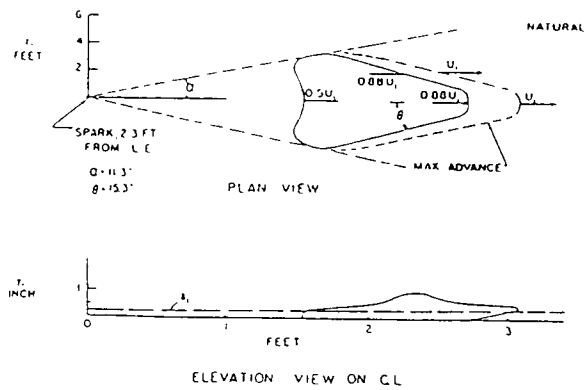 6
4
2
0
T,
FEET
NATURAL
α
0.5U₁
0.88U₁
U₁
0.88U₁
U₁
θ
SPARK, 2.3 FT
FROM L.E.
α = 11.3°
θ = 15.3°
PLAN VIEW
MAX ADVANCE
INCH
1
0
1
2
3
FEET
ELEVATION VIEW ON CL